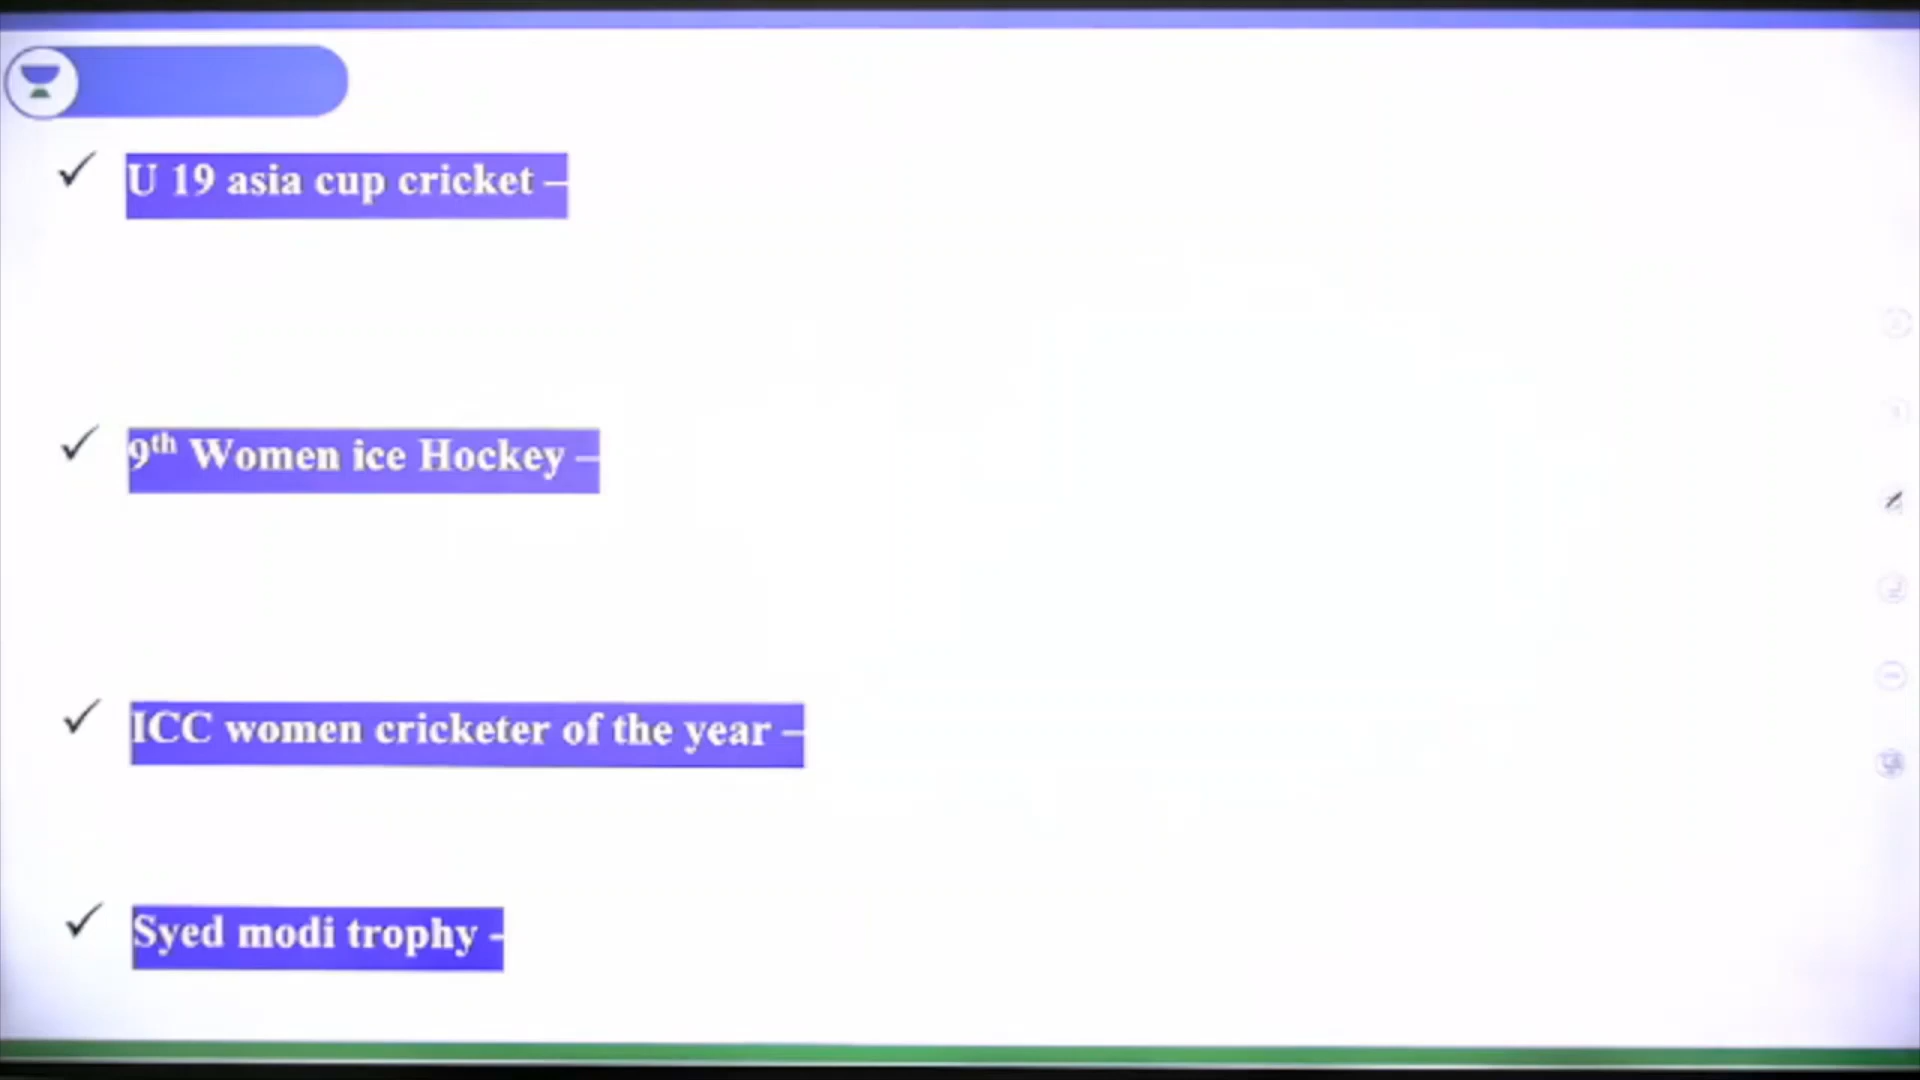 U 19 asia cup cricket –
9th Women ice Hockey –
ICC women cricketer of the year –
Syed modi trophy -